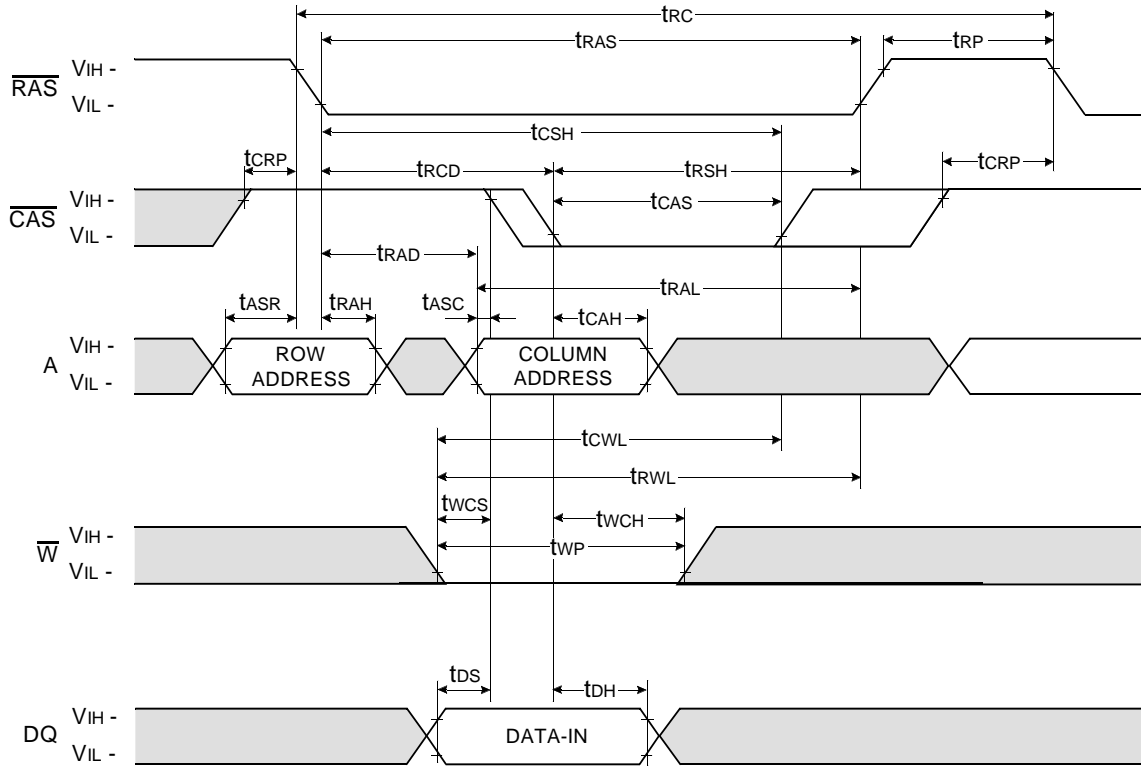 tRC
tRAS
tRP
RAS
VIH -
VIL -
tCSH
tCRP
tRCD
tRSH
tCRP
CAS
VIH -
VIL -
tCAS
tRAD
tRAL
tASR
tRAH
tASC
tCAH
A
VIH -
VIL -
ROW
ADDRESS
COLUMN
ADDRESS
tCWL
tRWL
tWCS
tWCH
W
VIH -
VIL -
tWP
tDS
tDH
DQ
VIH -
VIL -
DATA-IN